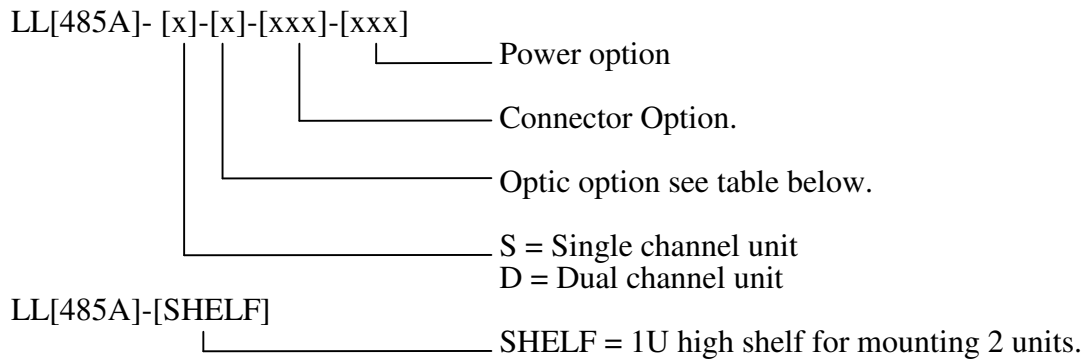 LL[485A]- [x]-[x]-[xxx]-[xxx]
Power option
Connector Option.
Optic option see table below.
S = Single channel unit
D = Dual channel unit
LL[485A]-[SHELF]
SHELF = 1U high shelf for mounting 2 units.